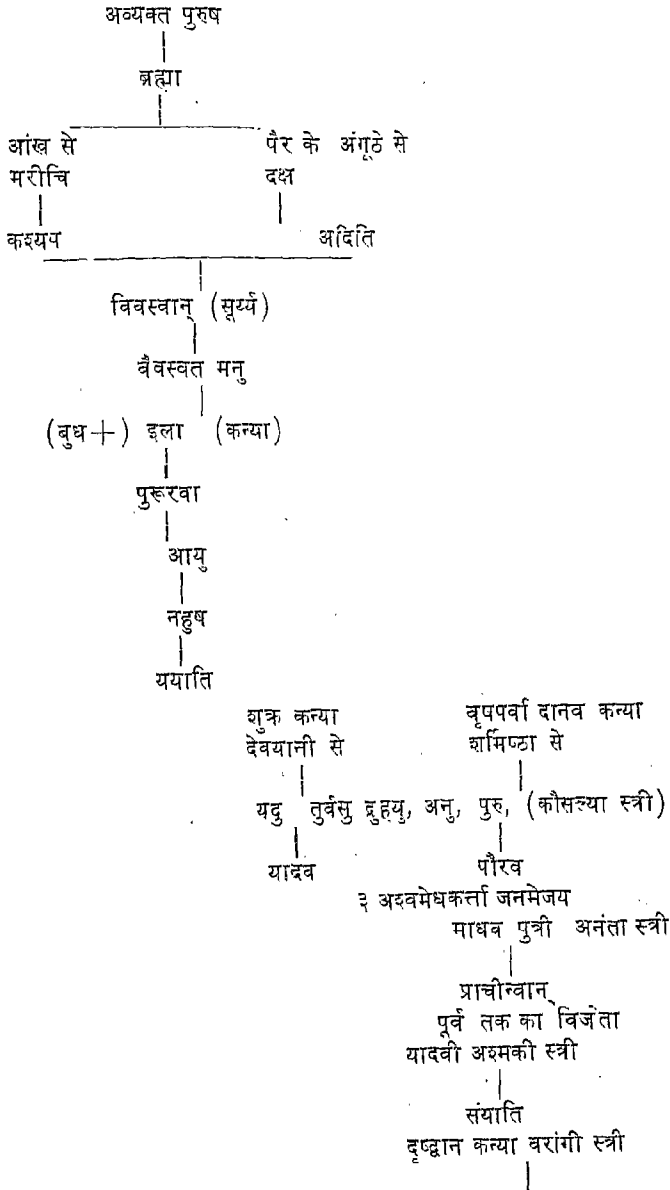 अव्यक्त पुरुष
ब्रह्मा
आंख से पैर के अंगूठे से
मरीचि दक्ष
कश्यप अदिति
विवस्वान् (सूर्य्य)
वैवस्वत मनु
(बुध +) इला (कन्या)
पुरूरवा
आयु
नहुष
ययाति
शुक्र कन्या वृषपर्वा दानव कन्या
देवयानी से शर्मिष्ठा से
यदु तुर्वसु द्रुह्यु, अनु, पुरु, (कौसल्या स्त्री)
यादव पौरव
३ अश्वमेधकर्त्ता जनमेजय
माधव पुत्री अनंता स्त्री
प्राचीन्वान्
पूर्व तक का विजेता
यादवी अश्मकी स्त्री
संयाति
दृष्द्वान कन्या वरांगी स्त्री